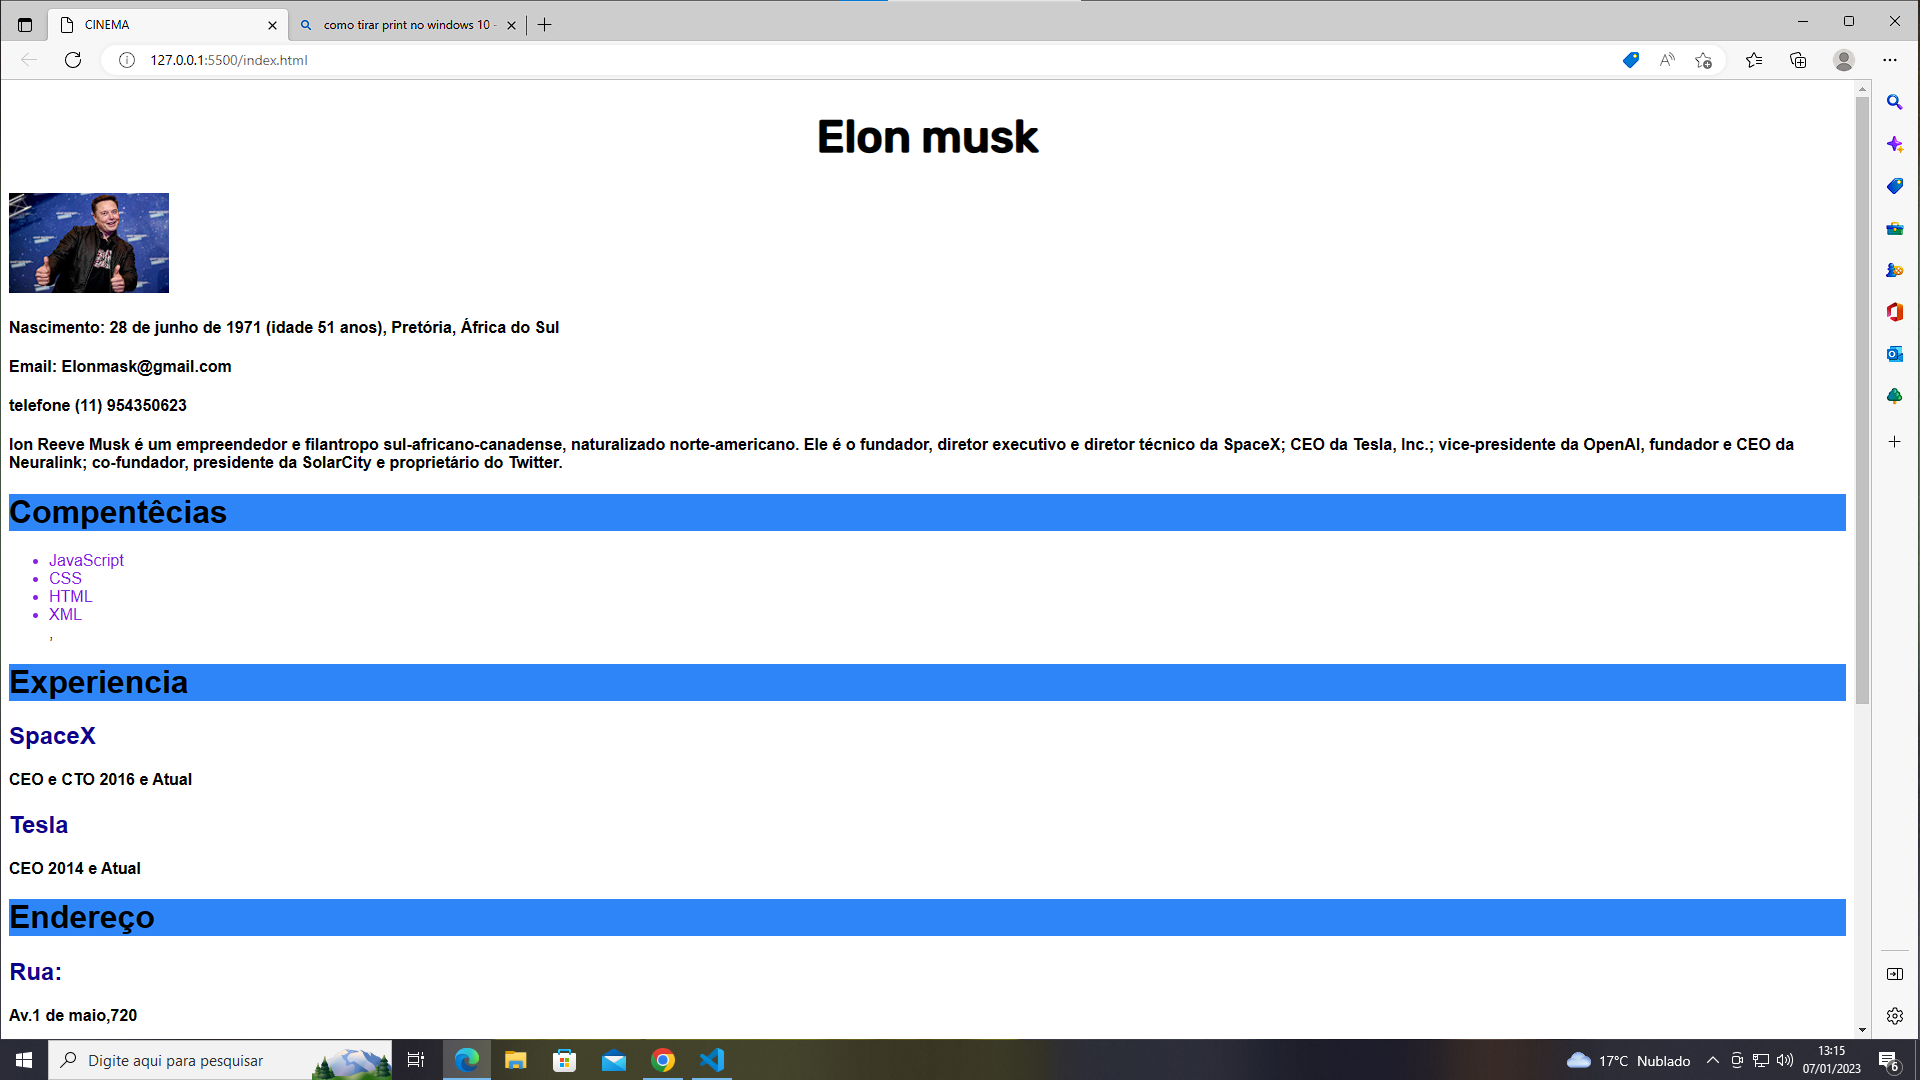 CINEMA
como tirar print no windows 10 -
127.0.0.1:5500/index.html
Elon musk
Nascimento: 28 de junho de 1971 (idade 51 anos), Pretória, África do Sul
Email: Elonmask@gmail.com
telefone (11) 954350623
lon Reeve Musk é um empreendedor e filantropo sul-africano-canadense, naturalizado norte-americano. Ele é o fundador, diretor executivo e diretor técnico da SpaceX; CEO da Tesla, Inc.; vice-presidente da OpenAI, fundador e CEO da
Neuralink; co-fundador, presidente da SolarCity e proprietário do Twitter.
Compentêcias
• JavaScript
• CSS
• HTML
• XML
,
Experiencia
SpaceX
CEO e CTO 2016 e Atual
Tesla
CEO 2014 e Atual
Endereço
Rua:
Av.1 de maio,720
Digite aqui para pesquisar
17°C Nublado
13:15
07/01/2023
6